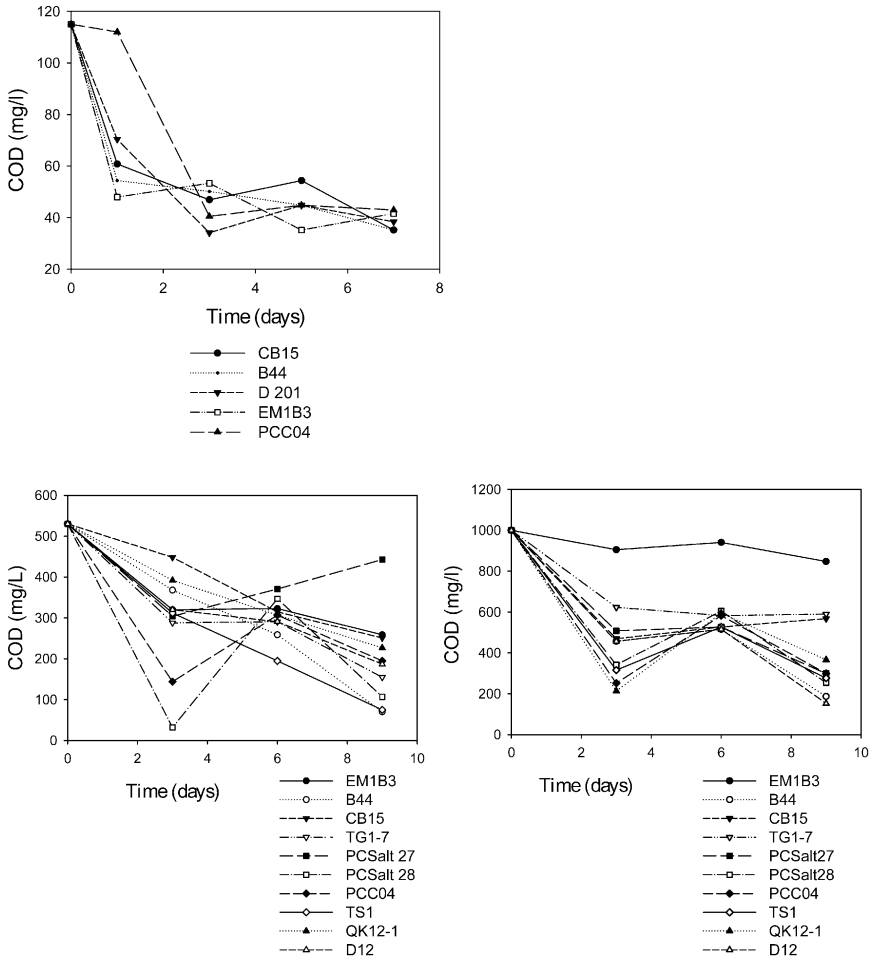 120
100
80
60
40
20
COD (mg/l)
0 2 4 6 8
Time (days)
CB15
B44
D 201
EM1B3
PCC04
600
500
400
300
200
100
0
COD (mg/L)
0 2 4 6 8 10
Time (days)
EM1B3
B44
CB15
TG1-7
PCSalt 27
PCSalt 28
PCC04
TS1
QK12-1
D12
1200
1000
800
600
400
200
0
COD (mg/l)
0 2 4 6 8 10
Time (days)
EM1B3
B44
CB15
TG1-7
PCSalt27
PCSalt28
PCC04
TS1
QK12-1
D12